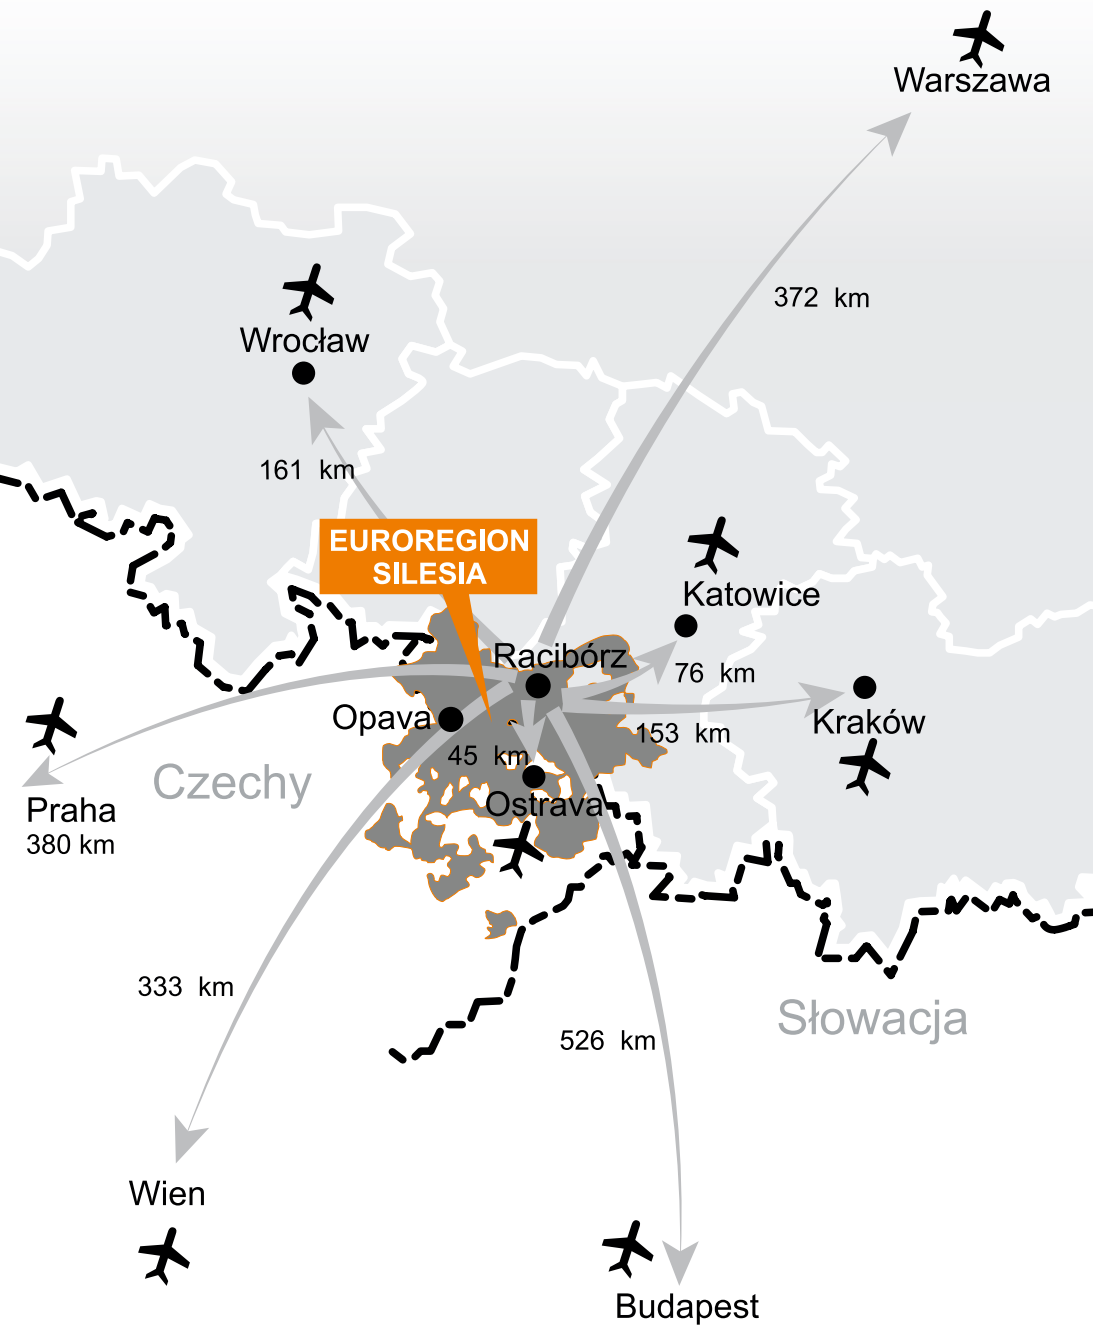 Warszawa
372 km
Wrocław
161 km
EUROREGION
SILESIA
Katowice
Racibórz
76 km
Opava
Kraków
153 km
45 km
Czechy
Ostrava
Praha
380 km
333 km
Słowacja
526 km
Wien
Budapest